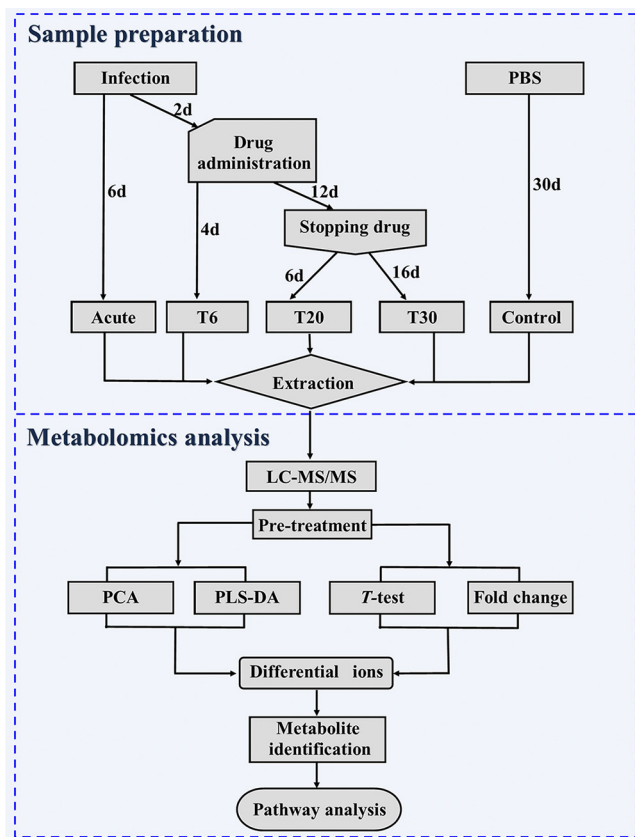 Sample preparation
Infection
PBS
2d
Drug
administration
6d
12d
30d
4d
Stopping drug
6d
16d
Acute
T6
T20
T30
Control
Extraction
Metabolomics analysis
LC-MS/MS
Pre-treatment
PCA
PLS-DA
T-test
Fold change
Differential ions
Metabolite
identification
Pathway analysis